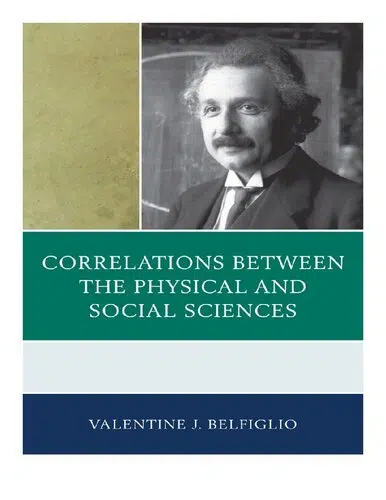 CORRELATIONS BETWEEN
THE PHYSICAL AND
SOCIAL SCIENCES
VALENTINE J. BELFIGLIO